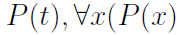 P(t), ∀x(P(x)